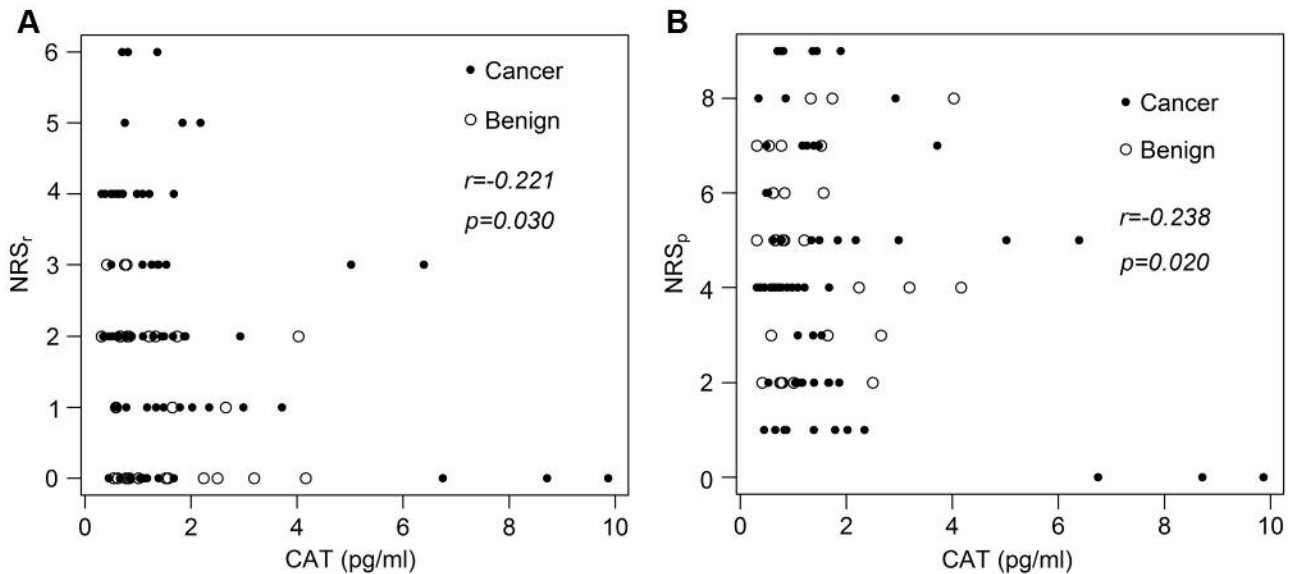 A
NRSr
6
5
4
3
2
1
0
Cancer
Benign
r=-0.221
p=0.030
0 2 4 6 8 10
CAT (pg/ml)
B
NRSp
8
6
4
2
0
Cancer
Benign
r=-0.238
p=0.020
0 2 4 6 8 10
CAT (pg/ml)